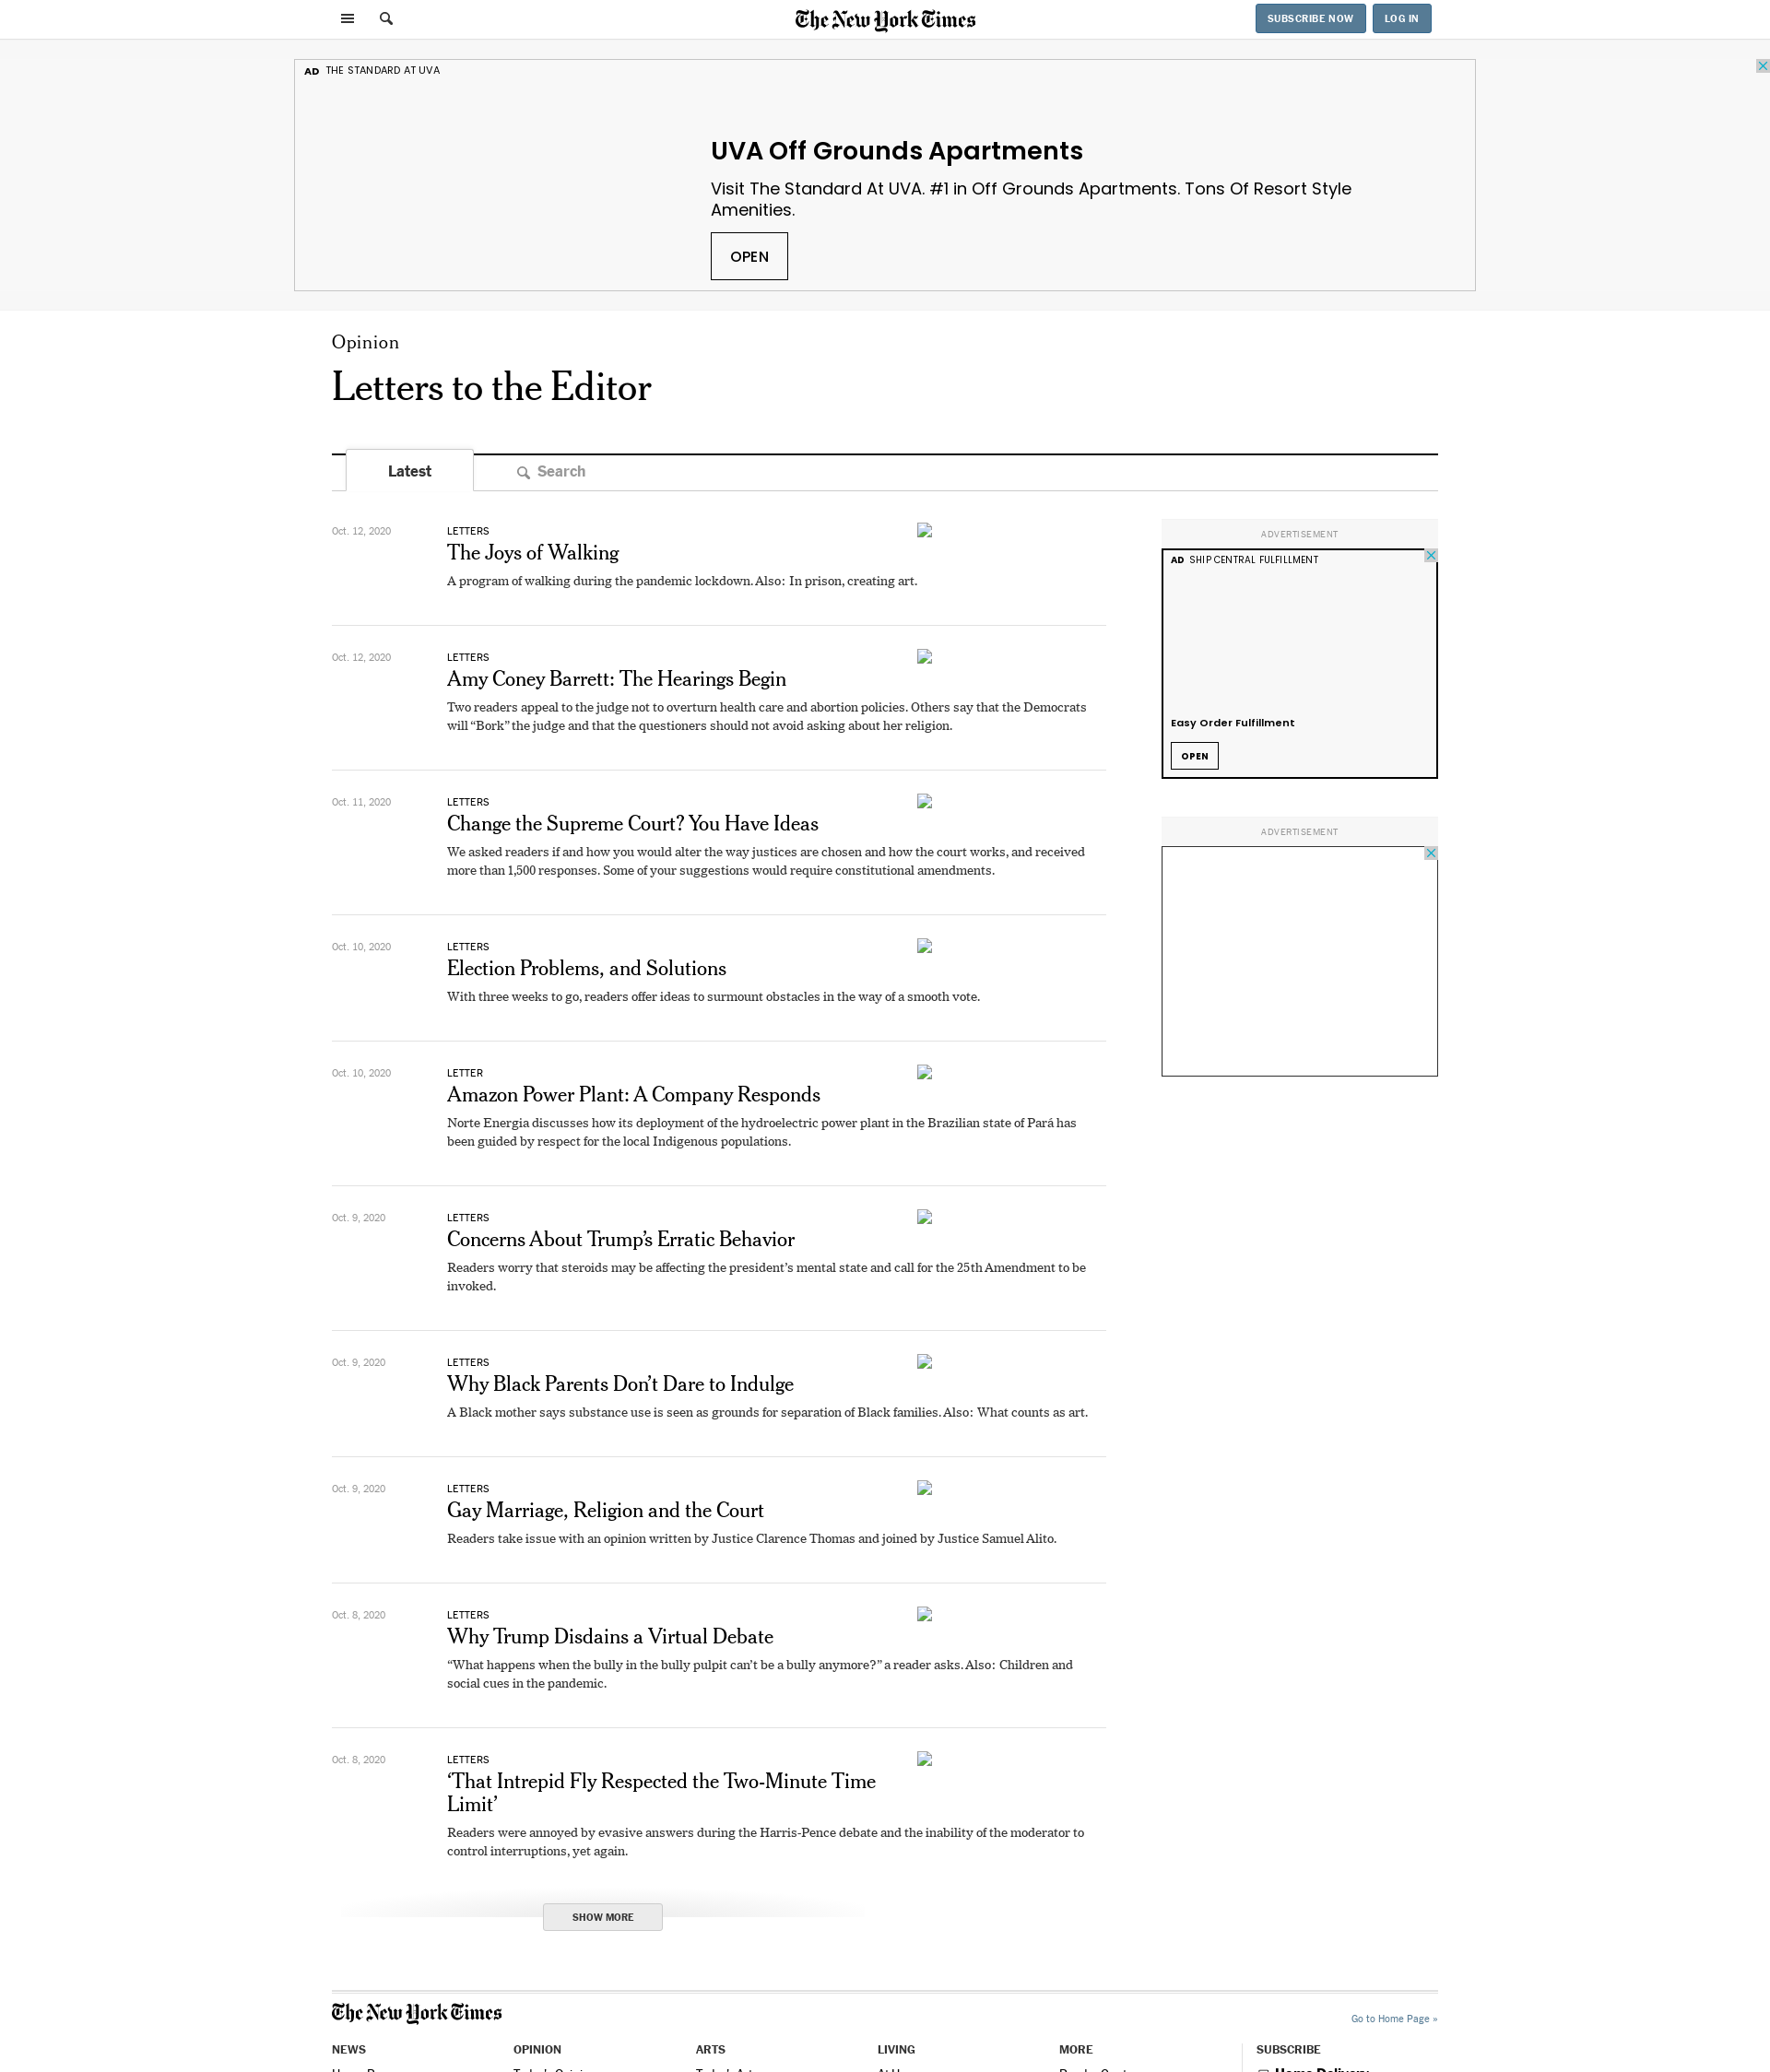 The New York Times
SUBSCRIBE NOW
LOG IN
AD THE STANDARD AT UVA
UVA Off Grounds Apartments
Visit The Standard At UVA. #1 in Off Grounds Apartments. Tons Of Resort Style
Amenities.
OPEN
Opinion
Letters to the Editor
Latest
Search
Oct. 12, 2020
LETTERS
The Joys of Walking
A program of walking during the pandemic lockdown. Also: In prison, creating art.
Oct. 12, 2020
LETTERS
Amy Coney Barrett: The Hearings Begin
Two readers appeal to the judge not to overturn health care and abortion policies. Others say that the Democrats
will “Bork” the judge and that the questioners should not avoid asking about her religion.
Oct. 11, 2020
LETTERS
Change the Supreme Court? You Have Ideas
We asked readers if and how you would alter the way justices are chosen and how the court works, and received
more than 1,500 responses. Some of your suggestions would require constitutional amendments.
Oct. 10, 2020
LETTERS
Election Problems, and Solutions
With three weeks to go, readers offer ideas to surmount obstacles in the way of a smooth vote.
Oct. 10, 2020
LETTER
Amazon Power Plant: A Company Responds
Norte Energia discusses how its deployment of the hydroelectric power plant in the Brazilian state of Pará has
been guided by respect for the local Indigenous populations.
Oct. 9, 2020
LETTERS
Concerns About Trump’s Erratic Behavior
Readers worry that steroids may be affecting the president’s mental state and call for the 25th Amendment to be
invoked.
Oct. 9, 2020
LETTERS
Why Black Parents Don’t Dare to Indulge
A Black mother says substance use is seen as grounds for separation of Black families. Also: What counts as art.
Oct. 9, 2020
LETTERS
Gay Marriage, Religion and the Court
Readers take issue with an opinion written by Justice Clarence Thomas and joined by Justice Samuel Alito.
Oct. 8, 2020
LETTERS
Why Trump Disdains a Virtual Debate
“What happens when the bully in the bully pulpit can’t be a bully anymore?” a reader asks. Also: Children and
social cues in the pandemic.
Oct. 8, 2020
LETTERS
‘That Intrepid Fly Respected the Two-Minute Time
Limit’
Readers were annoyed by evasive answers during the Harris-Pence debate and the inability of the moderator to
control interruptions, yet again.
SHOW MORE
ADVERTISEMENT
AD SHIP CENTRAL FULFILLMENT
Easy Order Fulfillment
OPEN
ADVERTISEMENT
The New York Times
Go to Home Page »
NEWS
OPINION
ARTS
LIVING
MORE
SUBSCRIBE
Home Delivery